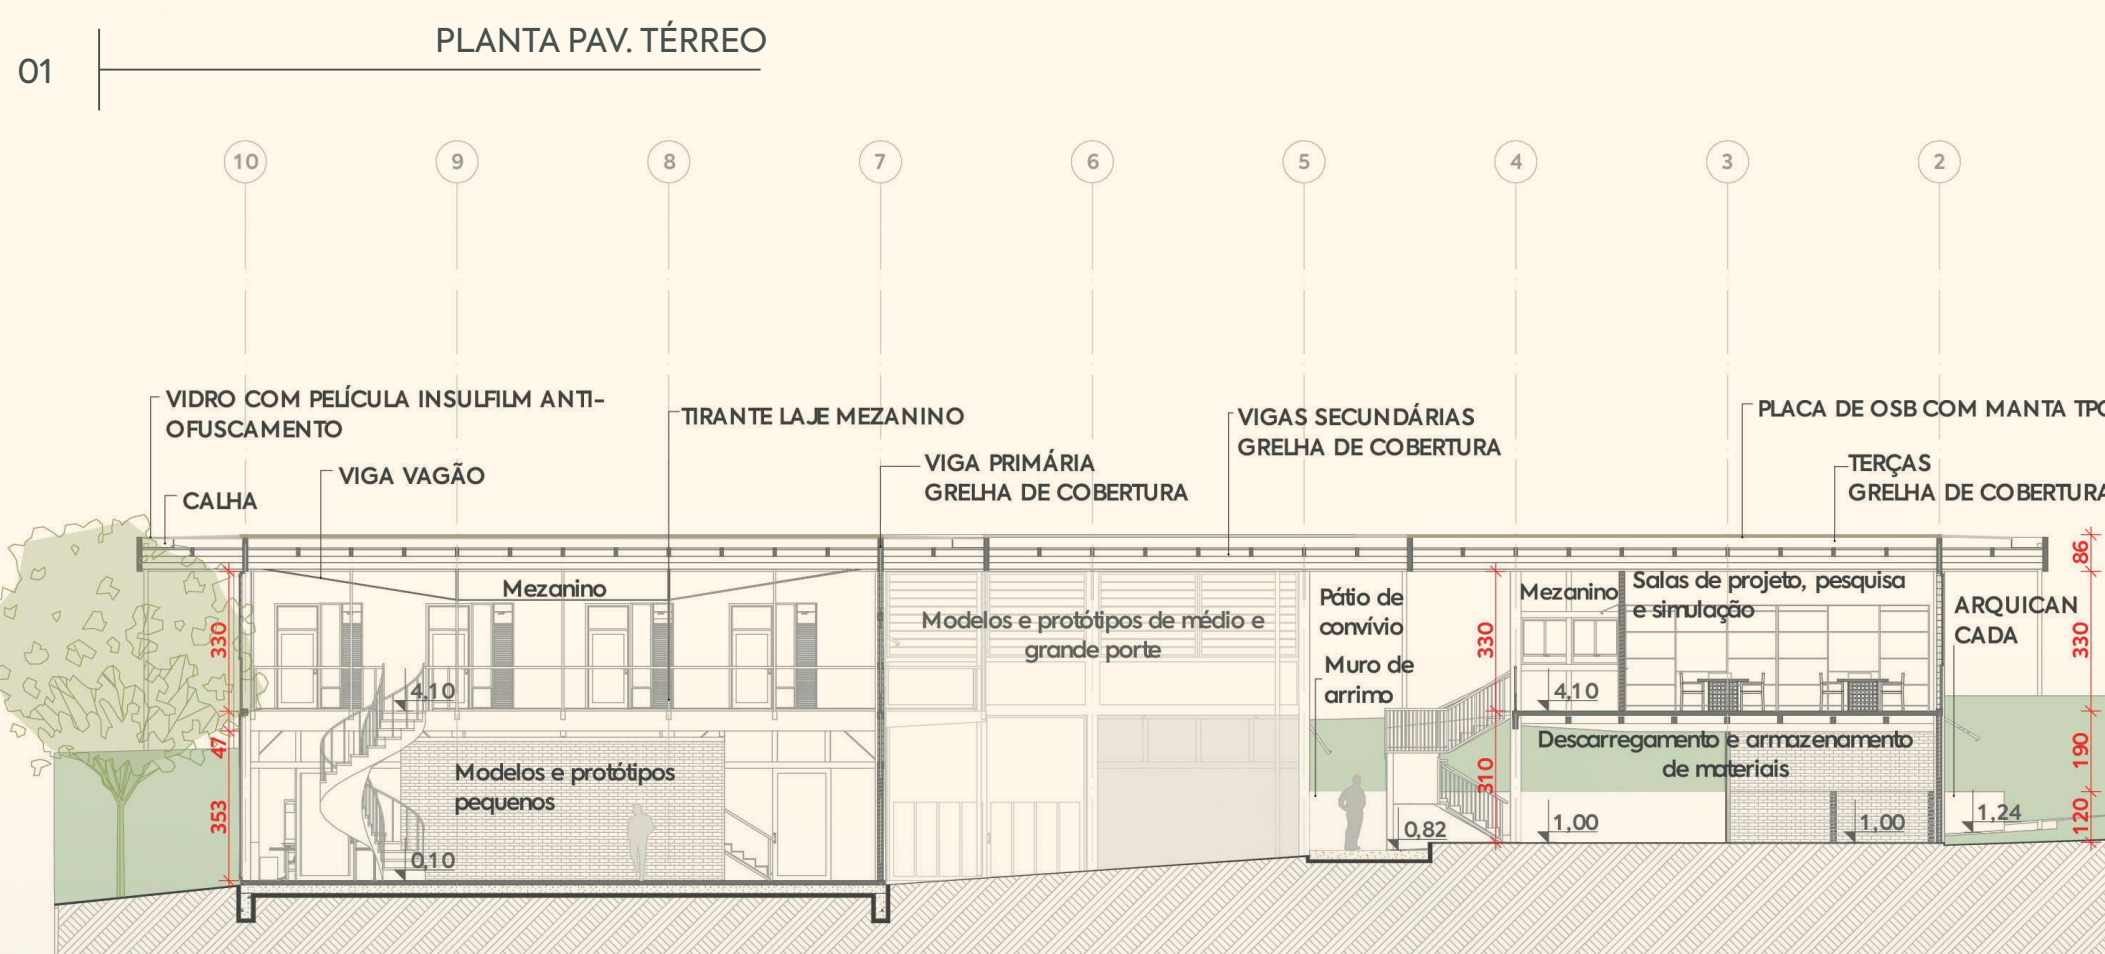 PLANTA PAV. TÉRREO
01
10 9 8 7 6 5 4 3 2
VIDRO COM PELÍCULA INSULFILM ANTI-
OFUSCAMENTO
VIGA VAGÃO
CALHA
TIRANTE LAJE MEZANINO
VIGA PRIMÁRIA
GRELHA DE COBERTURA
VIGAS SECUNDÁRIAS
GRELHA DE COBERTURA
PLACA DE OSB COM MANTA
TERÇAS
GRELHA DE COBERTURA
86
Mezanino
330
4,10
47
Modelos e protótipos
pequenos
353
0,10
Modelos e protótipos de médio e
grande porte
Pátio de
convívio
Muro de
arrimo
0,82
330
310
Mezanino
4,10
Salas de projeto, pesquisa
e simulação
Descarregamento e armazenamento
de materiais
1,00
1,00
ARQUICAN
CADA
1,24
330
190
120